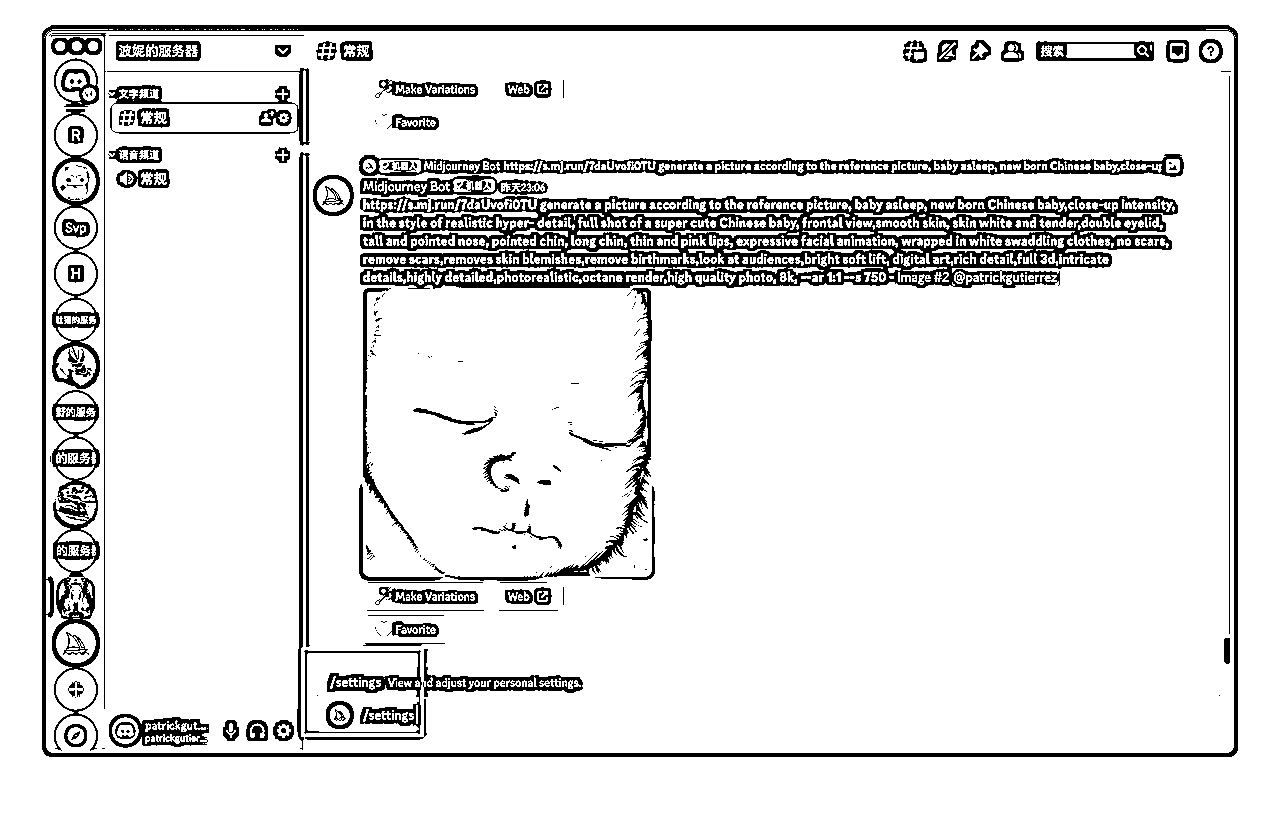 波妮的服务器
常规
搜索
文字频道
常规
语音频道
常规
R
Svp
H
野的服务
的服务
的服务
Make Variations
Web
Favorite
机器人 Midjourney Bot https://s.mj.run/7daUvofi0TU generate a picture according to the reference picture, baby asleep, new born Chinese baby,close-up
Midjourney Bot 机器人 昨天23:06
https://s.mj.run/7daUvofi0TU generate a picture according to the reference picture, baby asleep, new born Chinese baby,close-up intensity,
in the style of realistic hyper-detail, full shot of a super cute Chinese baby, frontal view,smooth skin, skin white and tender,double eyelid,
tall and pointed nose, pointed chin, long chin, thin and pink lips, expressive facial animation, wrapped in white swaddling clothes, no scars,
remove scars,removes skin blemishes,remove birthmarks,look at audiences,bright soft lift, digital art,rich detail,full 3d,intricate
details,highly detailed,photorealistic,octane render,high quality photo, 8k, --ar 1:1 --s 750 - Image #2 @patrickgutierrez
Make Variations
Web
Favorite
/settings View and adjust your personal settings.
/settings
patrickgut...
patrickgutier...